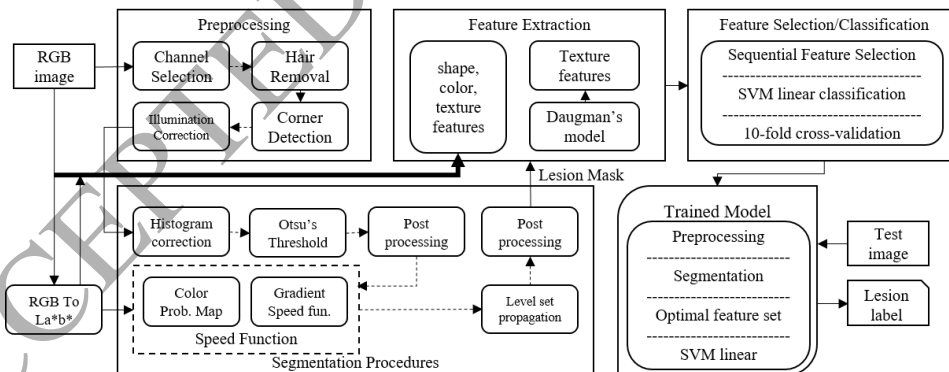 Preprocessing
RGB
image
Channel
Selection
Hair
Removal
Illumination
Correction
Corner
Detection
Feature Extraction
shape,
color,
texture
features
Texture
features
Daugman's
model
Feature Selection/Classification
Sequential Feature Selection
SVM linear classification
10-fold cross-validation
Lesion Mask
Histogram
correction
Otsu's
Threshold
Post
processing
Post
processing
RGB To
La*b*
Color
Prob. Map
Gradient
Speed fun.
Speed Function
Level set
propagation
Segmentation Procedures
Trained Model
Preprocessing
Segmentation
Optimal feature set
SVM linear
Test
image
Lesion
label
CCEPTED